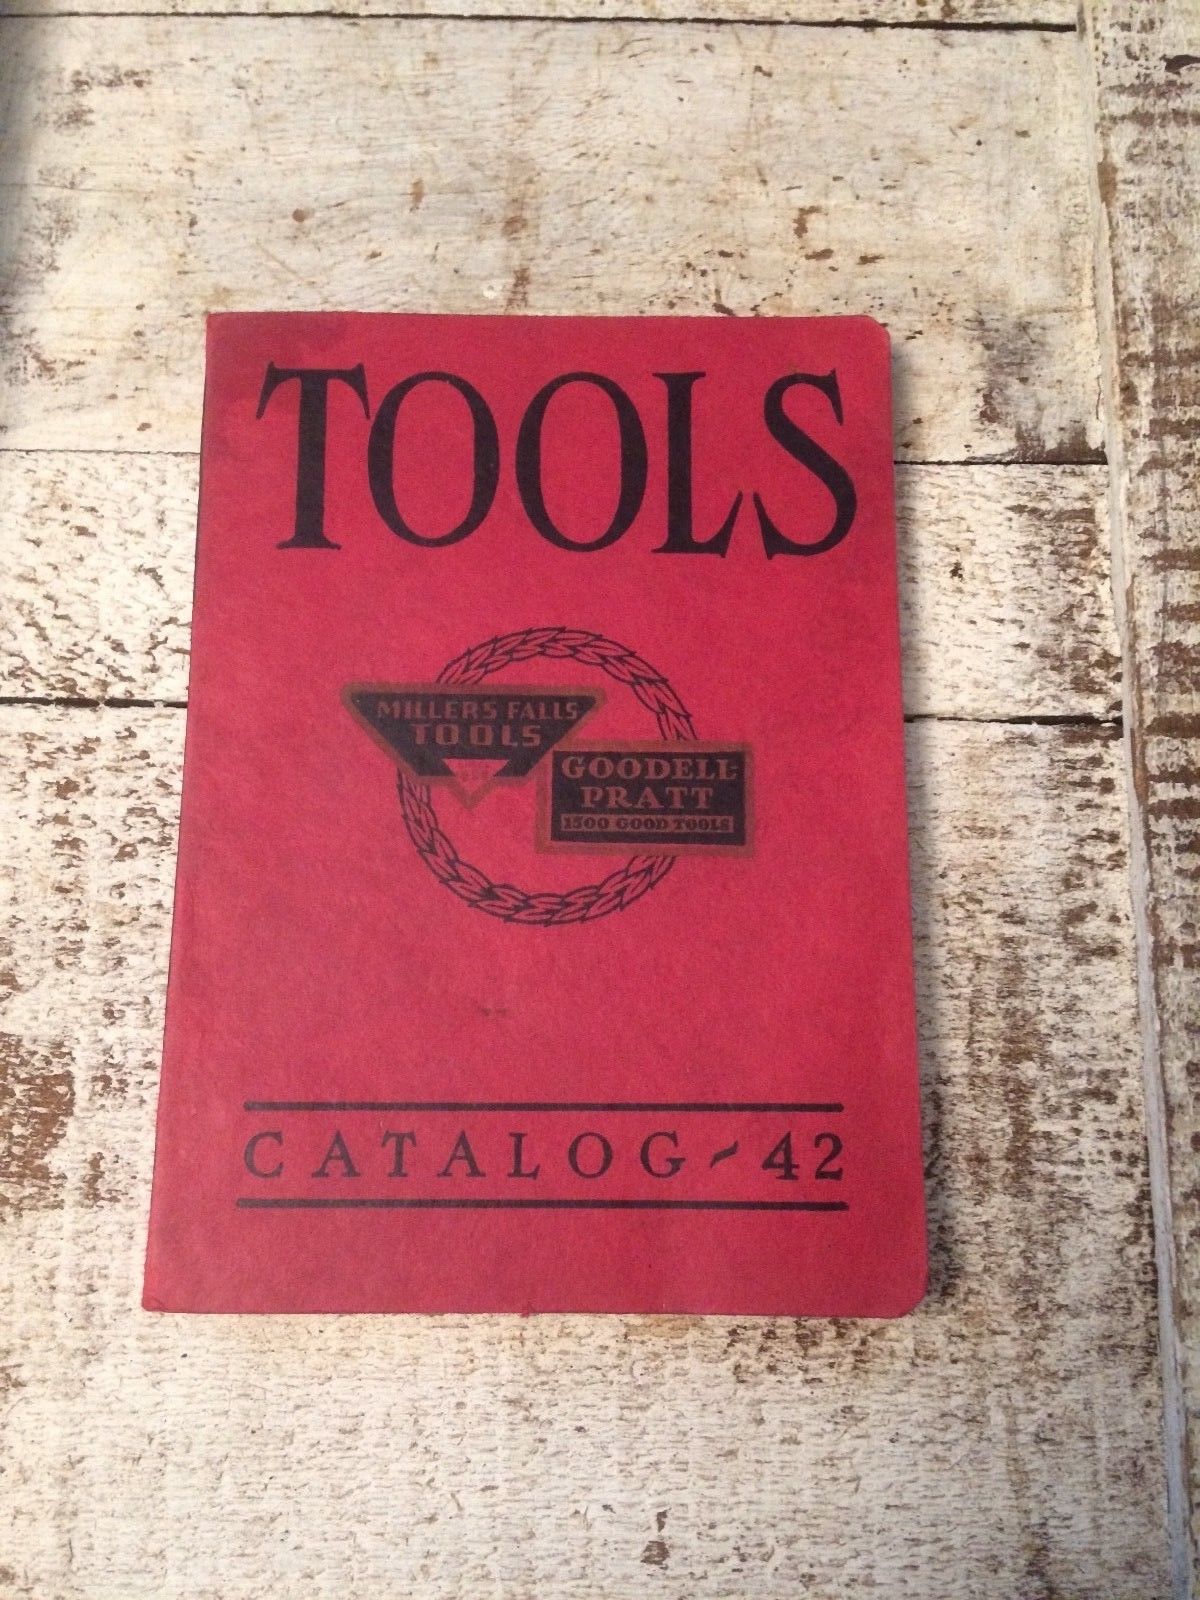 TOOLS
MILLERS FALLS
TOOLS
GOODELL-
PRATT
1500 GOOD TOOLS
CATALOG ~ 42